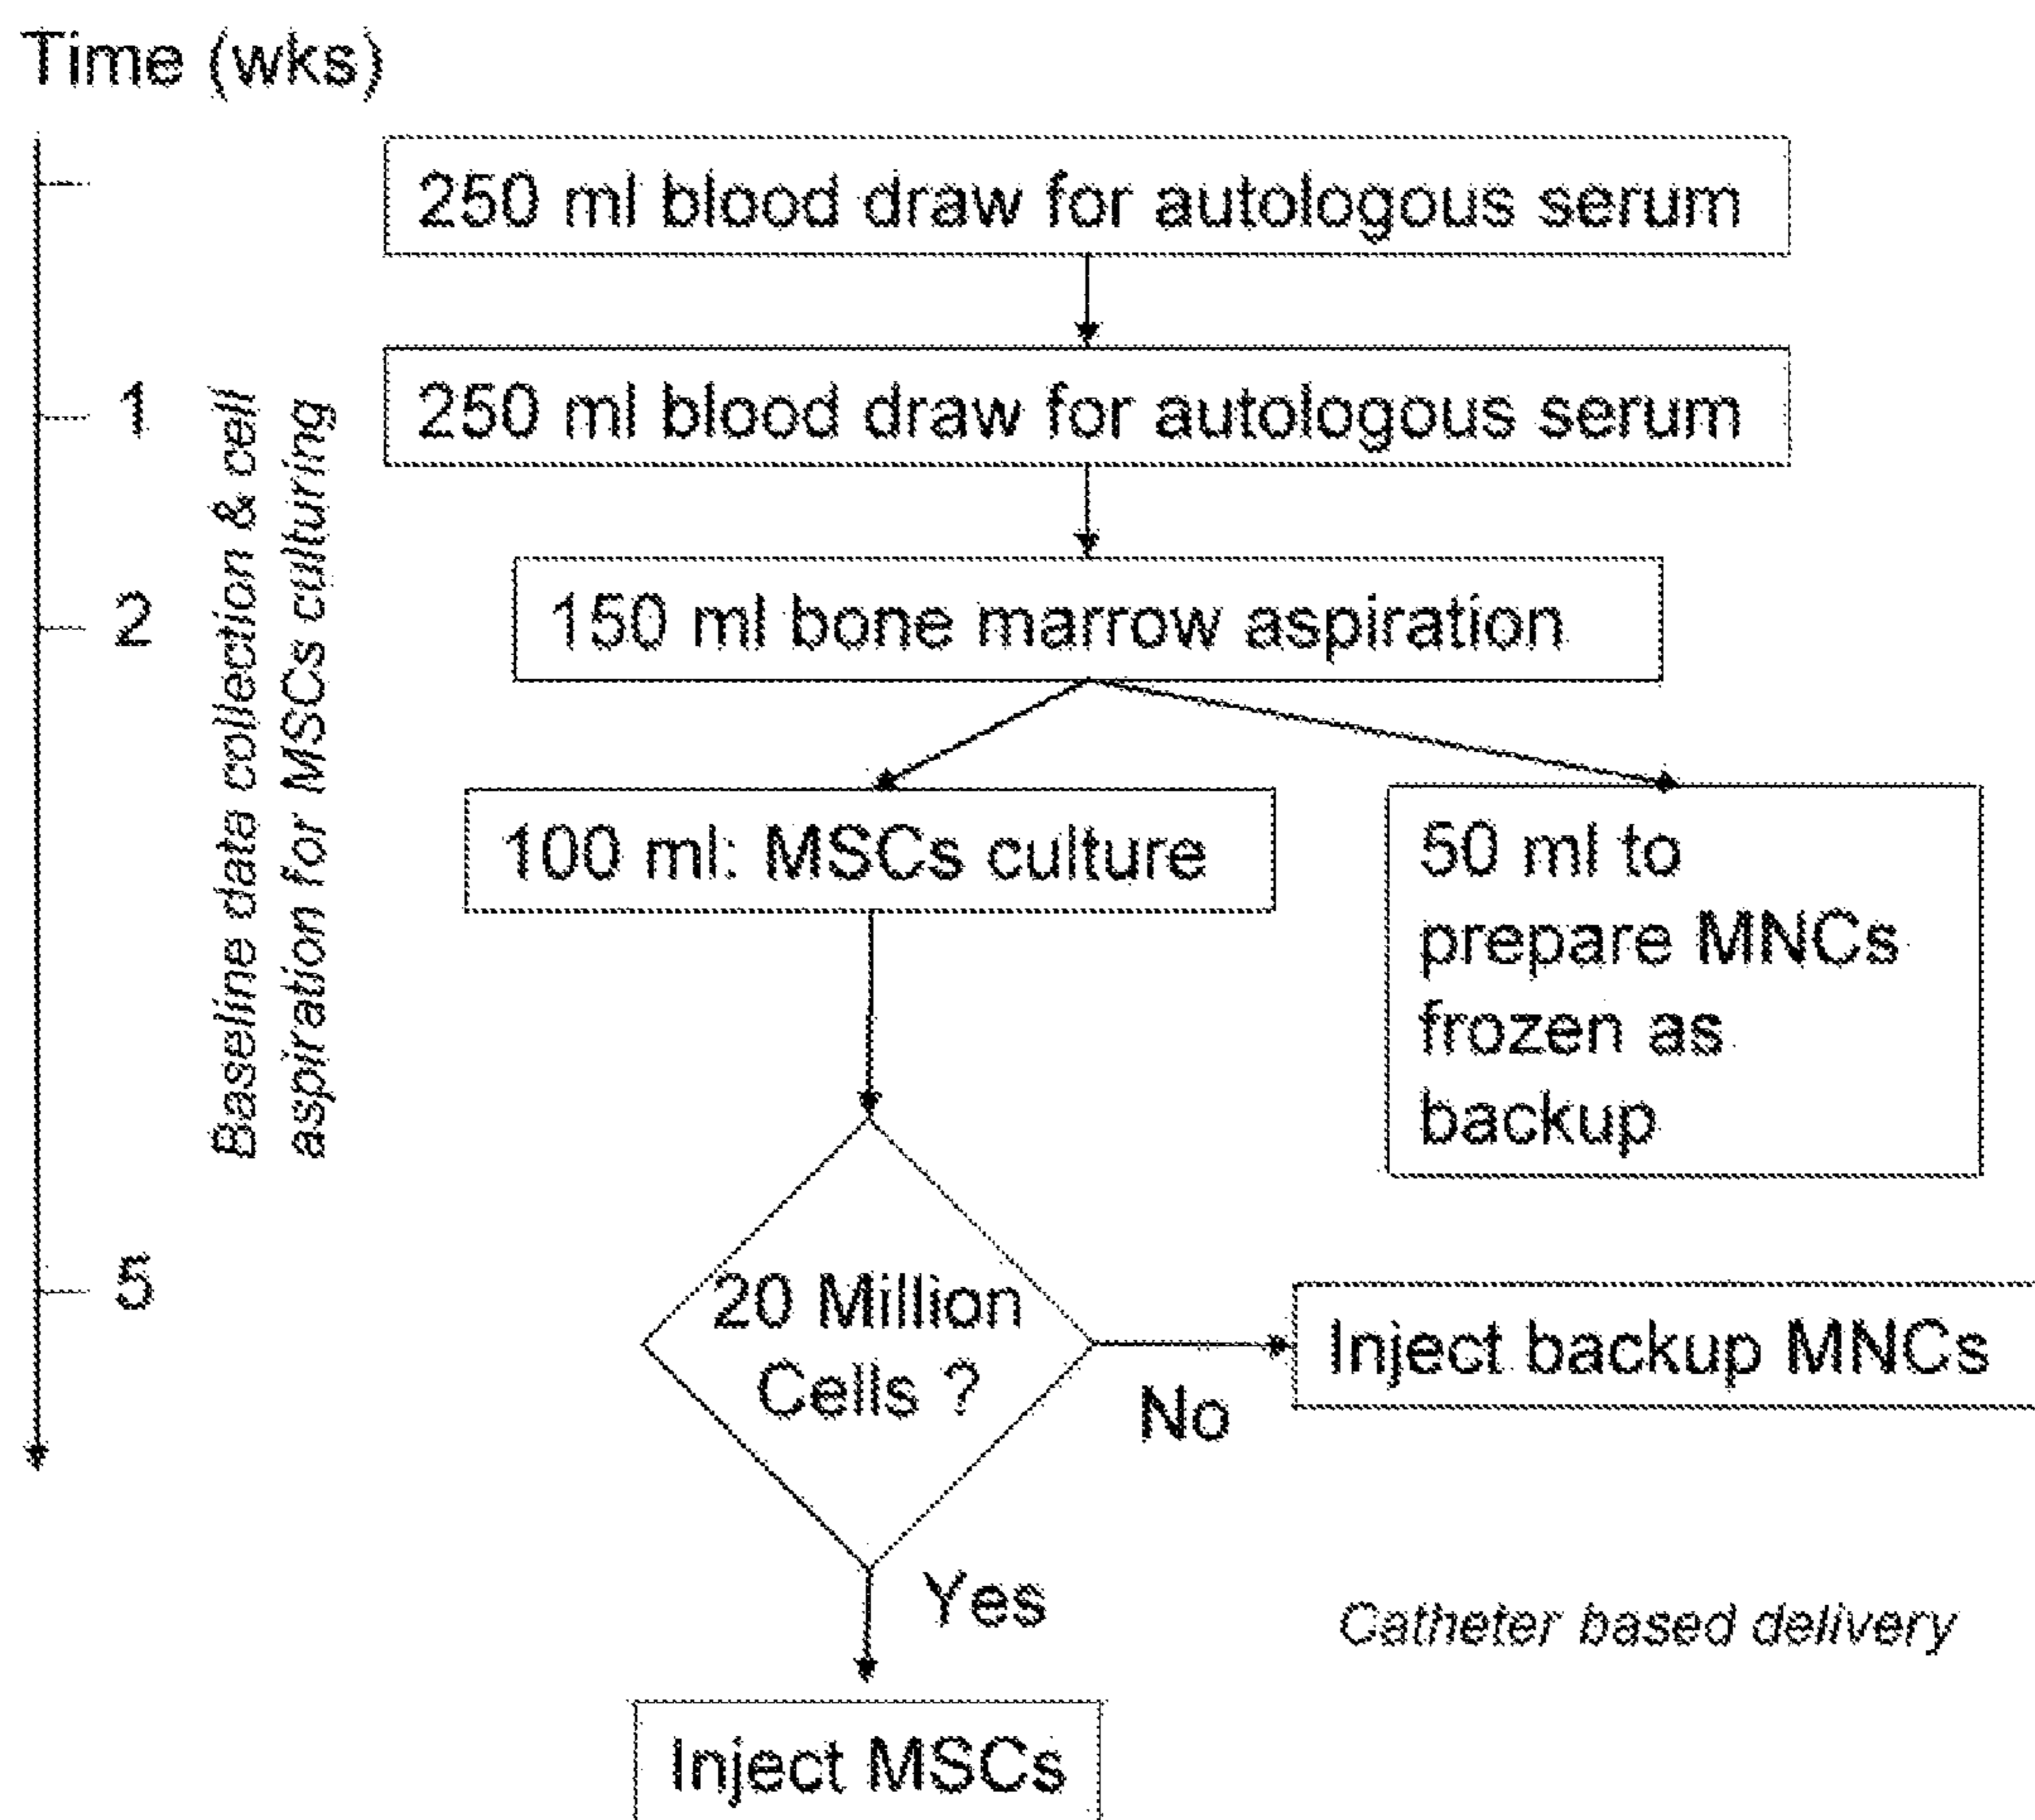 Time (wks)
250 ml blood draw for autologous serum
1
250 ml blood draw for autologous serum
Baseline data collection & cell
aspiration for MSCs culturing
2
150 ml bone marrow aspiration
100 ml: MSCs culture
50 ml to
prepare MNCs
frozen as
backup
5
20 Million
Cells ?
No
Inject backup MNCs
Yes
Catheter based delivery
Inject MSCs